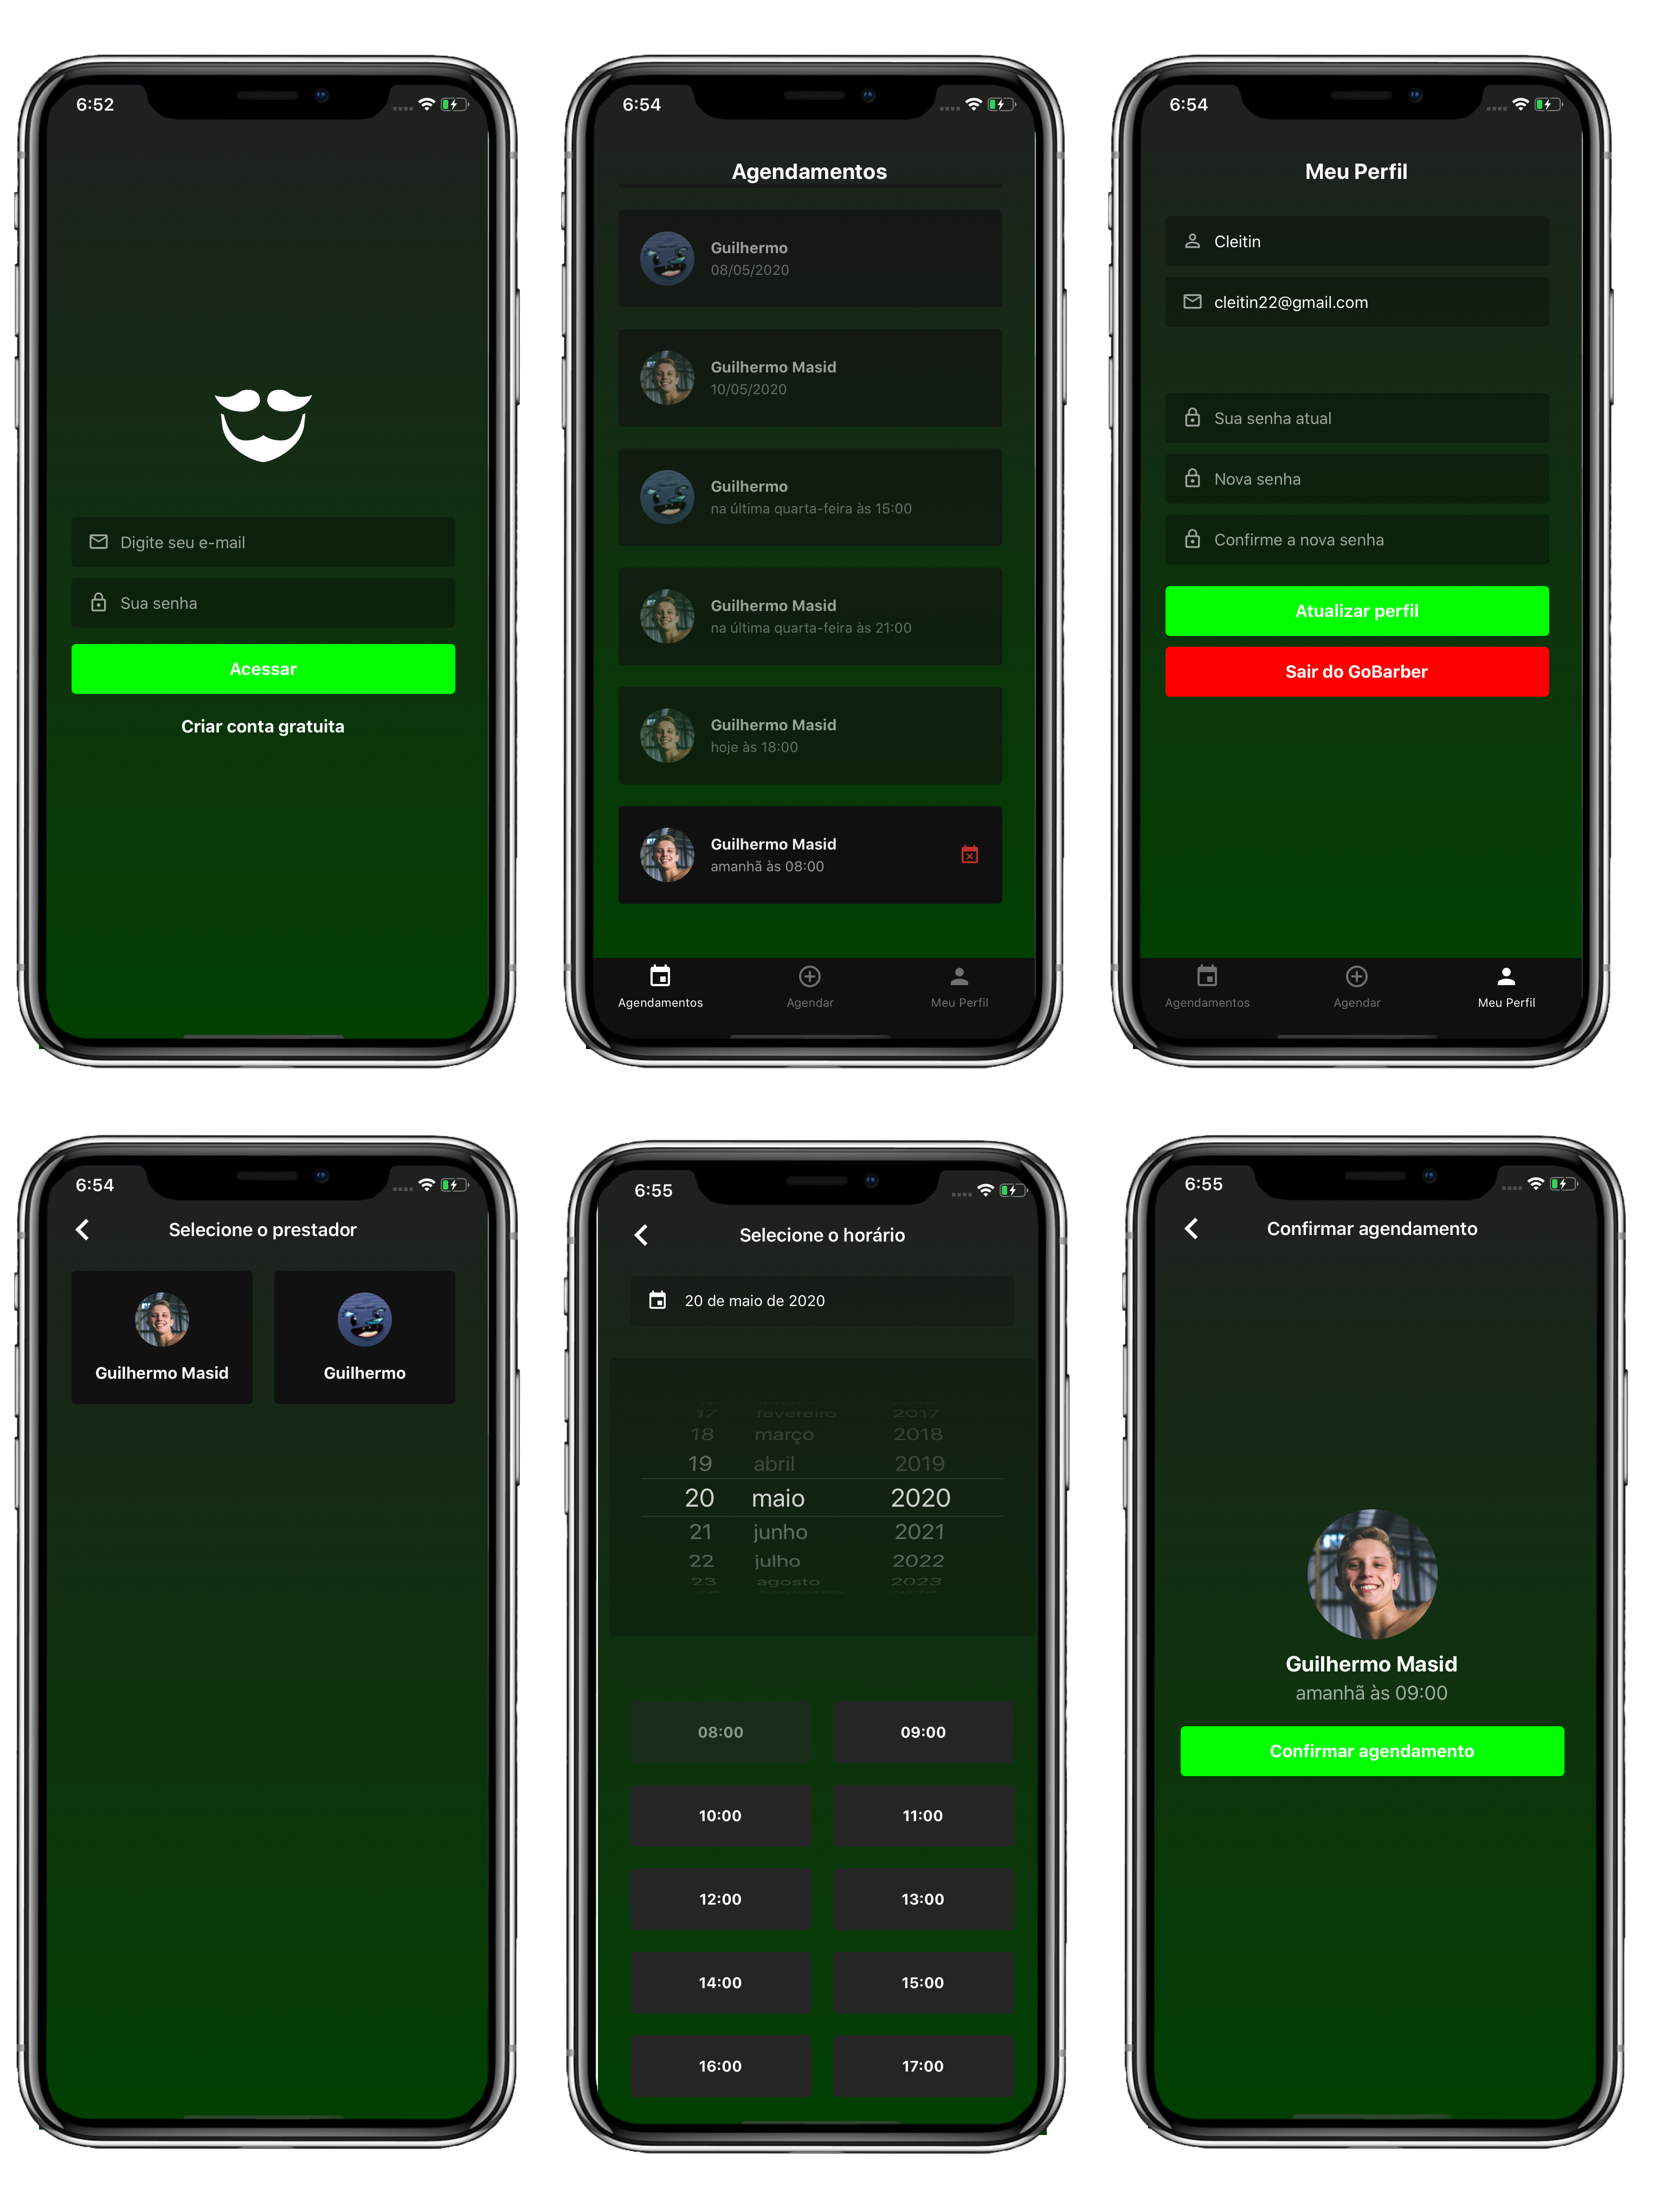 6:52
Digite seu e-mail
Sua senha
Acessar
Criar conta gratuita
6:54
Agendamentos
Guilhermo
08/05/2020
Guilhermo Masid
10/05/2020
Guilhermo
na última quarta-feira às 15:00
Guilhermo Masid
na última quarta-feira às 21:00
Guilhermo Masid
hoje às 18:00
Guilhermo Masid
amanhã às 08:00
Agendamentos Agendar Meu Perfil
6:54
Meu Perfil
Cleitin
cleitin22@gmail.com
Sua senha atual
Nova senha
Confirme a nova senha
Atualizar perfil
Sair do GoBarber
Agendamentos Agendar Meu Perfil
6:54
Selecione o prestador
Guilhermo Masid Guilhermo
6:55
Selecione o horário
20 de maio de 2020
17 fevereiro 2017
18 março 2018
19 abril 2019
20 maio 2020
21 junho 2021
22 julho 2022
23 agosto 2023
08:00 09:00
10:00 11:00
12:00 13:00
14:00 15:00
16:00 17:00
6:55
Confirmar agendamento
Guilhermo Masid
amanhã às 09:00
Confirmar agendamento